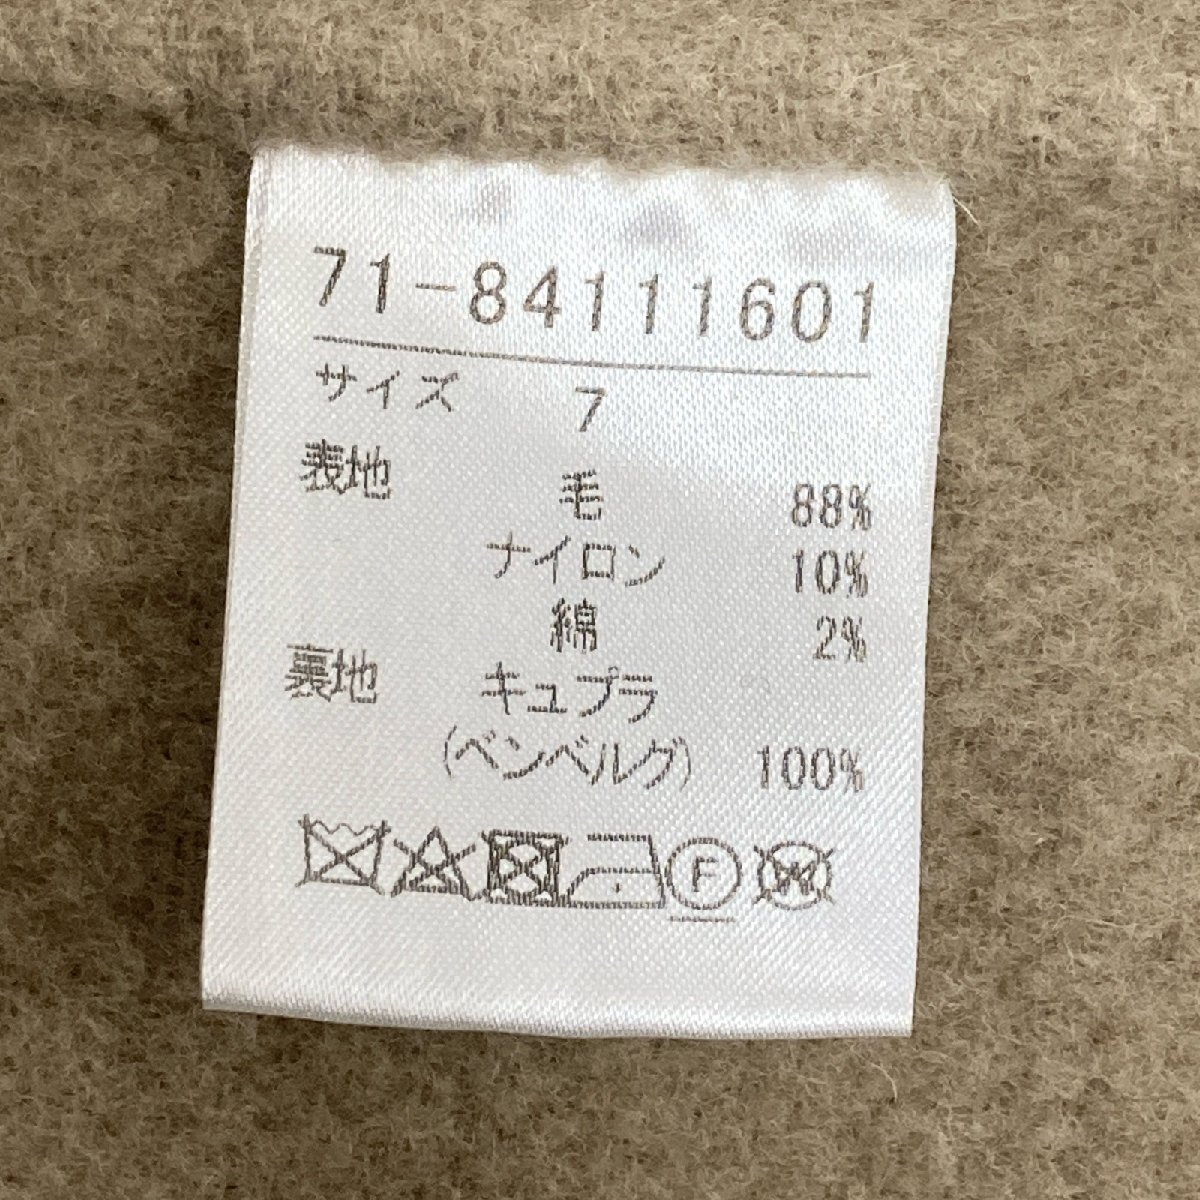 71-84111601
サイズ 7
表地 毛 88%
ナイロン 10%
綿 2%
裏地 キュプラ
(ベンベルグ) 100%
F W